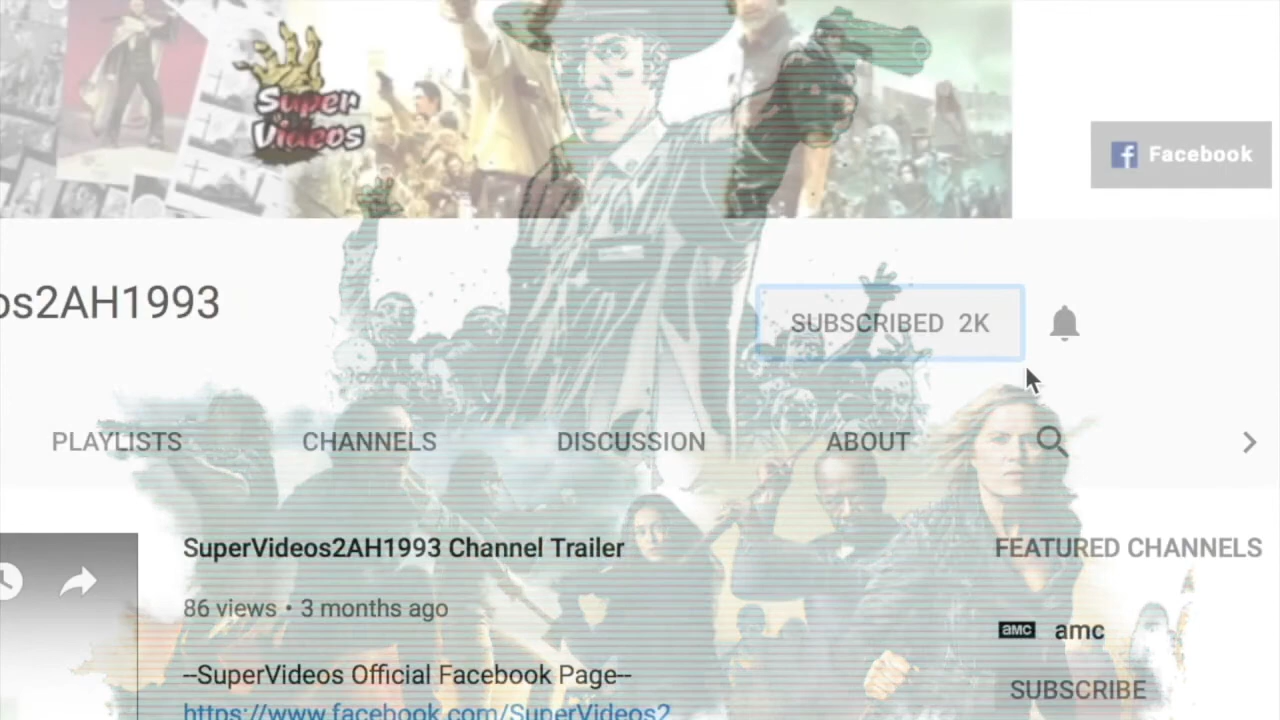 Super
Videos
Facebook
os2AH1993
SUBSCRIBED 2K
PLAYLISTS CHANNELS DISCUSSION ABOUT
SuperVideos2AH1993 Channel Trailer
FEATURED CHANNELS
86 views • 3 months ago
amc amc
--SuperVideos Official Facebook Page--
SUBSCRIBE
https://www.facebook.com/SuperVideos2